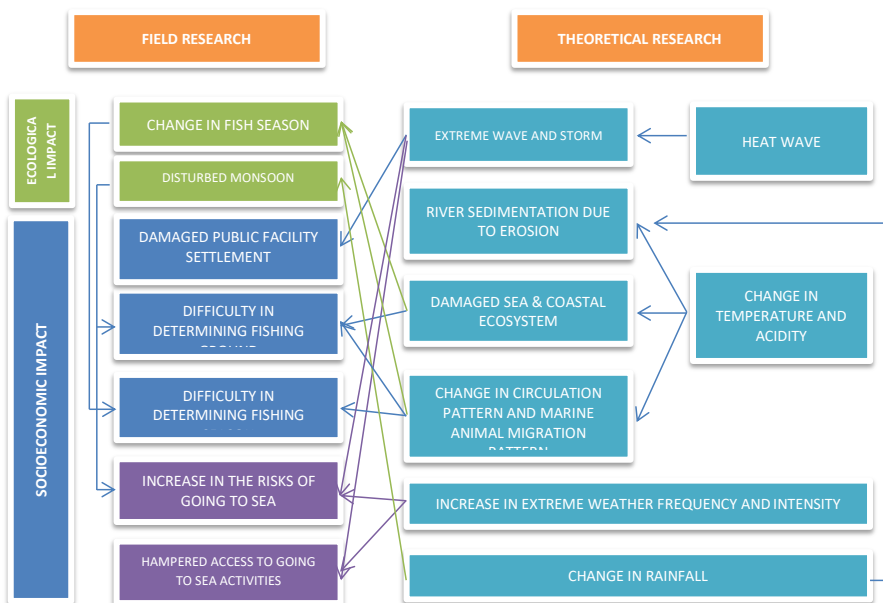 FIELD RESEARCH
THEORETICAL RESEARCH
ECOLOGICA
L IMPACT
CHANGE IN FISH SEASON
DISTURBED MONSOON
SOCIOECONOMIC IMPACT
DAMAGED PUBLIC FACILITY
SETTLEMENT
DIFFICULTY IN
DETERMINING FISHING
GROUND
DIFFICULTY IN
DETERMINING FISHING
INCREASE IN THE RISKS OF
GOING TO SEA
HAMPERED ACCESS TO GOING
TO SEA ACTIVITIES
EXTREME WAVE AND STORM
RIVER SEDIMENTATION DUE
TO EROSION
DAMAGED SEA & COASTAL
ECOSYSTEM
CHANGE IN CIRCULATION
PATTERN AND MARINE
ANIMAL MIGRATION
PATTERN
INCREASE IN EXTREME WEATHER FREQUENCY AND INTENSITY
CHANGE IN RAINFALL
HEAT WAVE
CHANGE IN
TEMPERATURE AND
ACIDITY